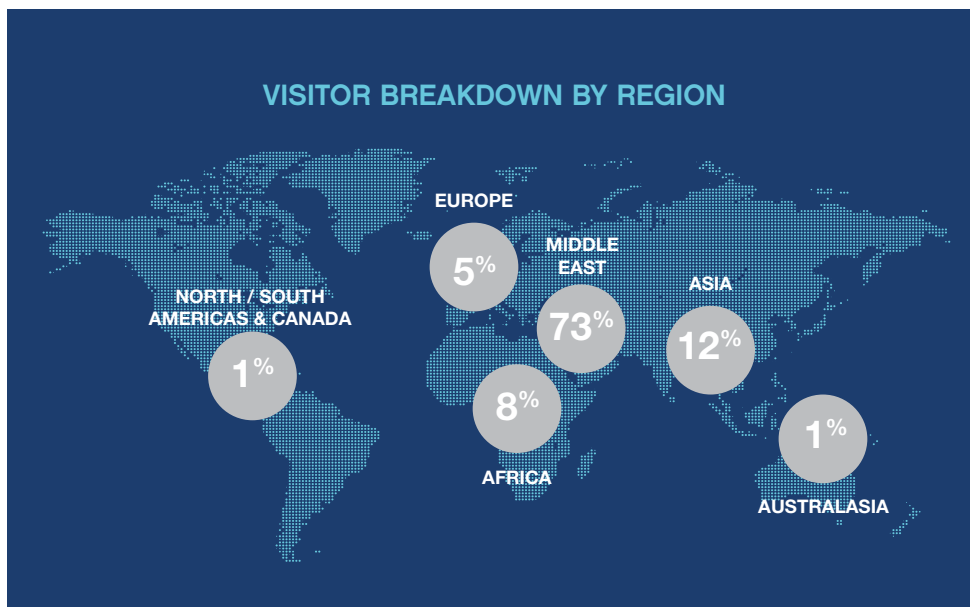 VISITOR BREAKDOWN BY REGION
EUROPE
5%
MIDDLE
EAST
73%
ASIA
12%
NORTH / SOUTH
AMERICAS & CANADA
1%
8%
AFRICA
1%
AUSTRALASIA